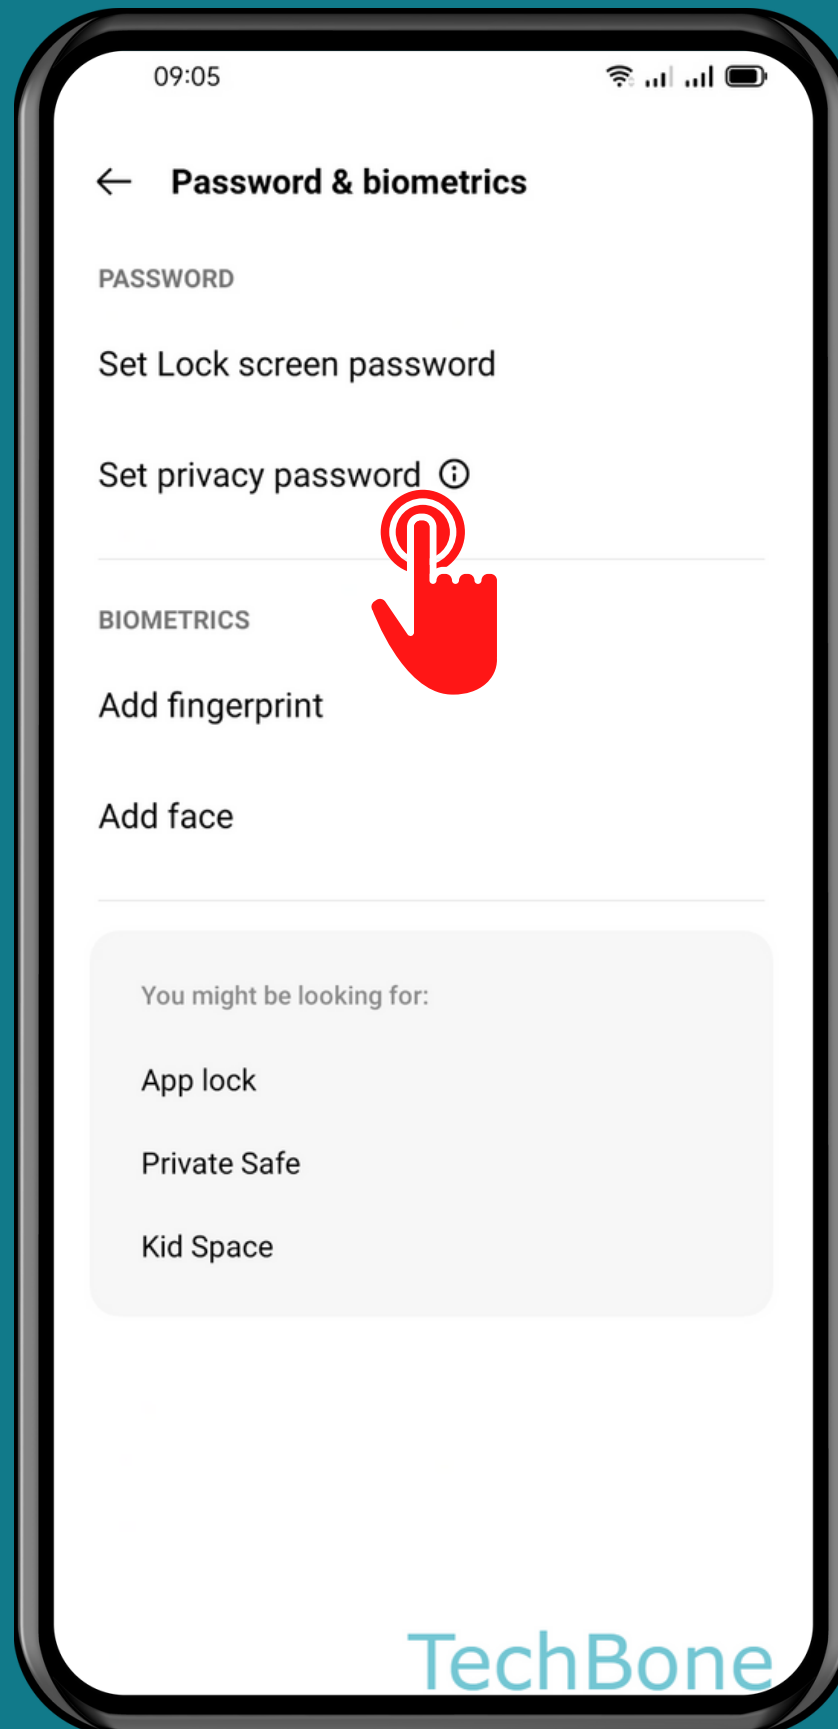 09:05
Password & biometrics
PASSWORD
Set Lock screen password
Set privacy password
BIOMETRICS
Add fingerprint
Add face
You might be looking for:
App lock
Private Safe
Kid Space
TechBone